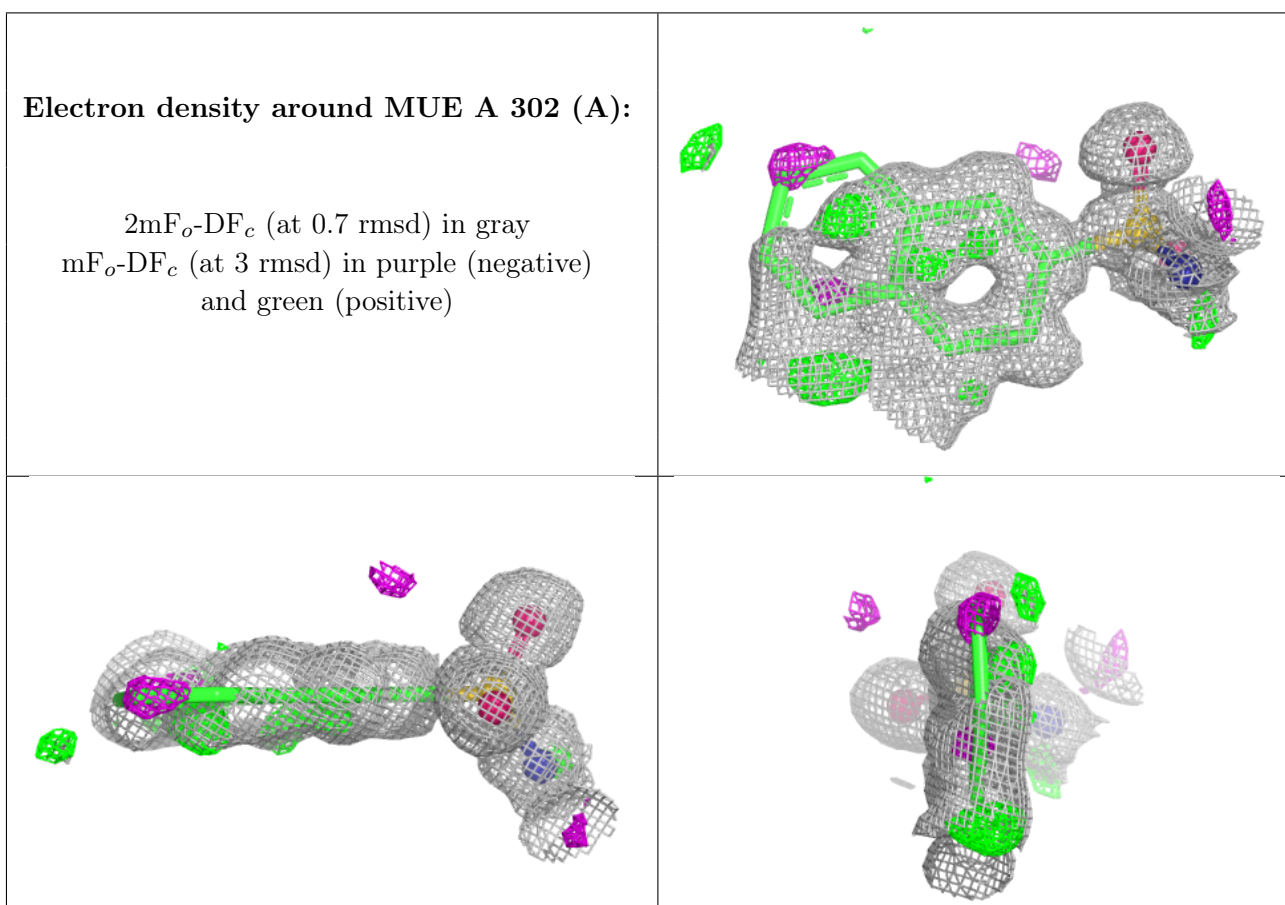 Electron density around MUE A 302 (A):
2mFo-DFc (at 0.7 rmsd) in gray
mFo-DFc (at 3 rmsd) in purple (negative)
and green (positive)